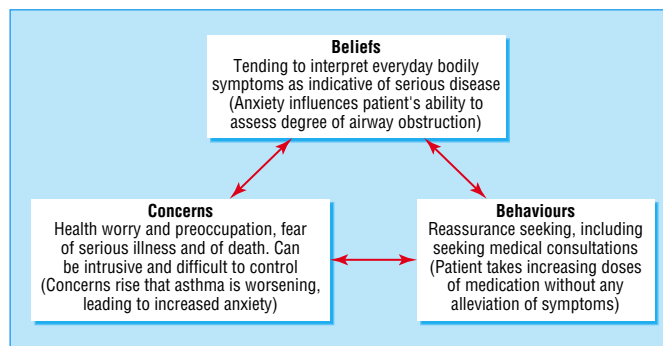 Beliefs
Tending to interpret everyday bodily
symptoms as indicative of serious disease
(Anxiety influences patient's ability to
assess degree of airway obstruction)
Concerns
Health worry and preoccupation, fear
of serious illness and of death. Can
be intrusive and difficult to control
(Concerns rise that asthma is worsening,
leading to increased anxiety)
Behaviours
Reassurance seeking, including
seeking medical consultations
(Patient takes increasing doses
of medication without any
alleviation of symptoms)